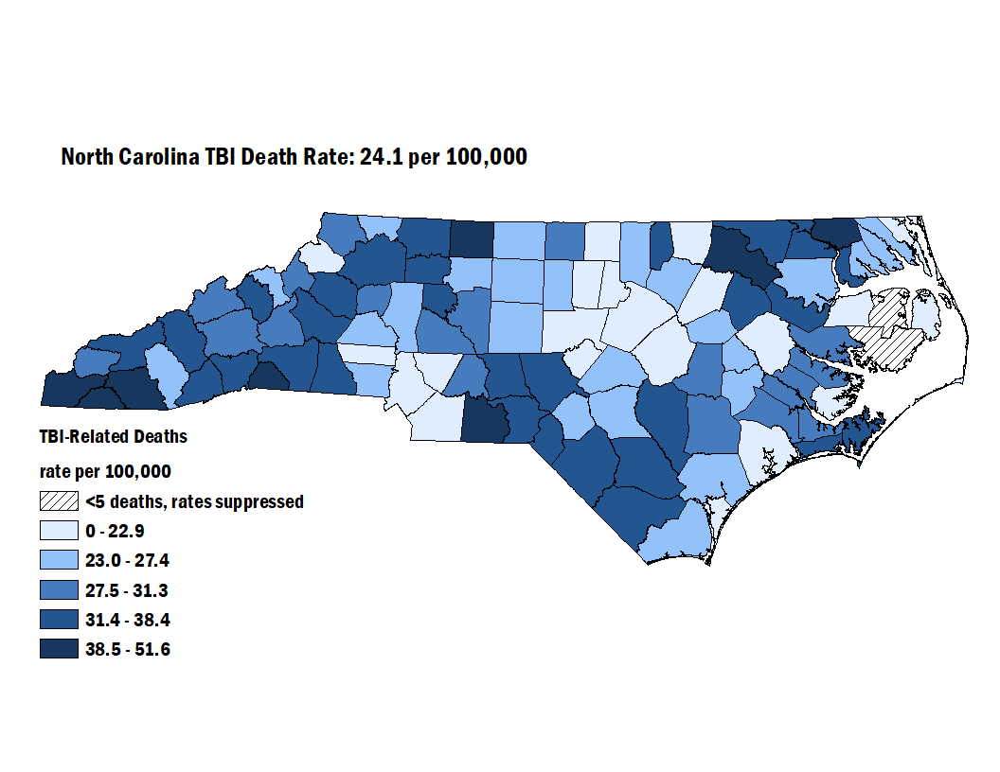 North Carolina TBI Death Rate: 24.1 per 100,000
TBI-Related Deaths
rate per 100,000
<5 deaths, rates suppressed
0 - 22.9
23.0 - 27.4
27.5 - 31.3
31.4 - 38.4
38.5 - 51.6